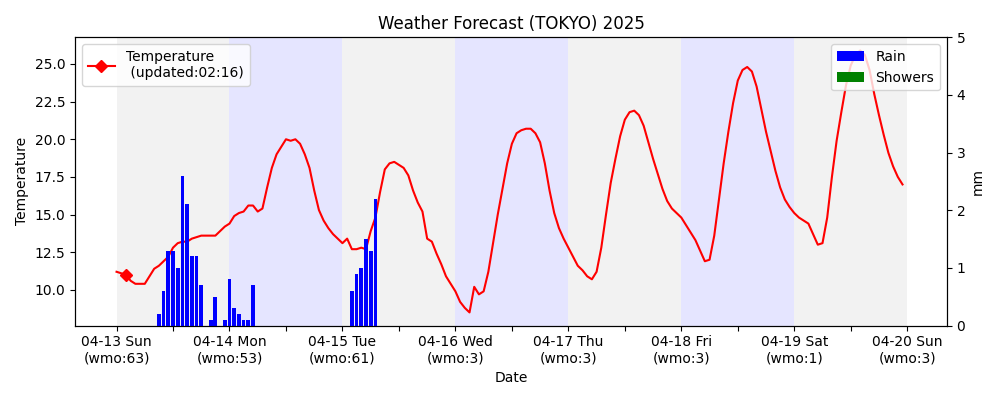 Weather Forecast (TOKYO) 2025
Temperature
(updated:02:16)
Rain
Showers
Temperature
25.0
22.5
20.0
17.5
15.0
12.5
10.0
5
4
3
2
1
0
mm
04-13 Sun
(wmo:63)
04-14 Mon
(wmo:53)
04-15 Tue
(wmo:61)
04-16 Wed
(wmo:3)
04-17 Thu
(wmo:3)
04-18 Fri
(wmo:3)
04-19 Sat
(wmo:1)
04-20 Sun
(wmo:3)
Date